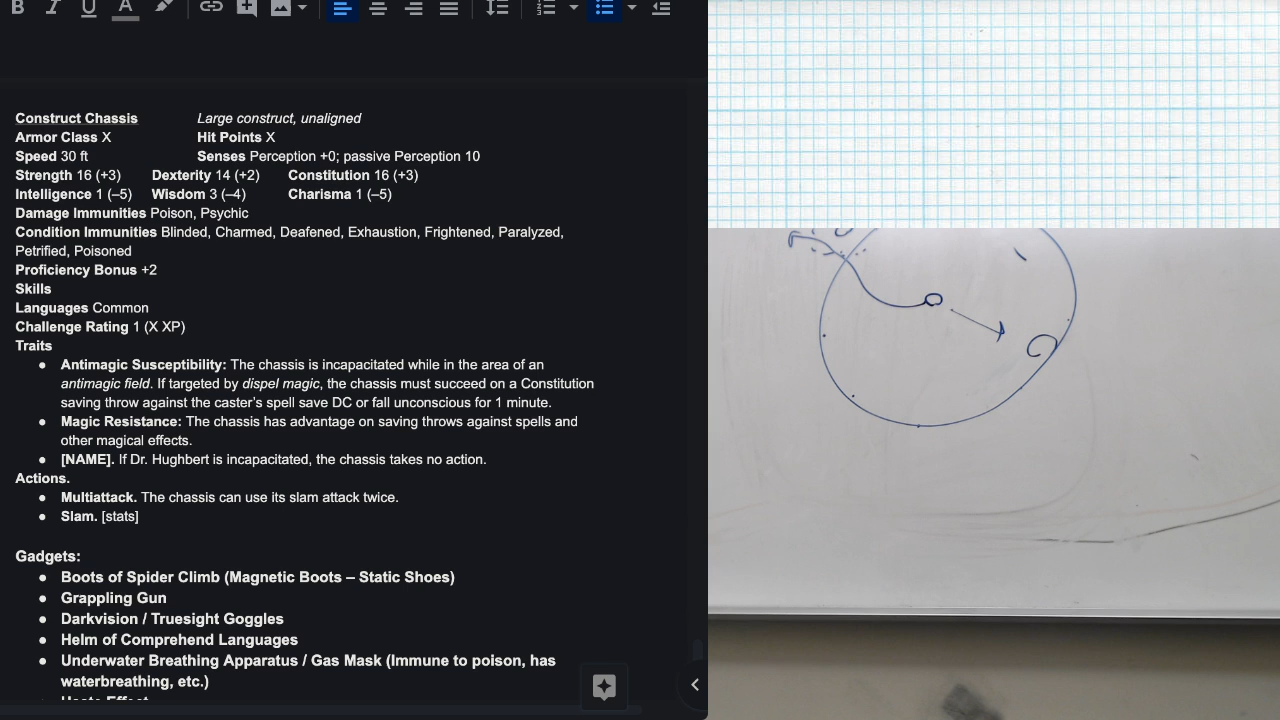 Construct Chassis Large construct, unaligned
Armor Class X Hit Points X
Speed 30 ft Senses Perception +0; passive Perception 10
Strength 16 (+3) Dexterity 14 (+2) Constitution 16 (+3)
Intelligence 1 (–5) Wisdom 3 (–4) Charisma 1 (–5)
Damage Immunities Poison, Psychic
Condition Immunities Blinded, Charmed, Deafened, Exhaustion, Frightened, Paralyzed,
Petrified, Poisoned
Proficiency Bonus +2
Skills
Languages Common
Challenge Rating 1 (X XP)
Traits
● Antimagic Susceptibility: The chassis is incapacitated while in the area of an
antimagic field. If targeted by dispel magic, the chassis must succeed on a Constitution
saving throw against the caster's spell save DC or fall unconscious for 1 minute.
● Magic Resistance: The chassis has advantage on saving throws against spells and
other magical effects.
● [NAME]. If Dr. Hughbert is incapacitated, the chassis takes no action.
Actions.
● Multiattack. The chassis can use its slam attack twice.
● Slam. [stats]
Gadgets:
● Boots of Spider Climb (Magnetic Boots – Static Shoes)
● Grappling Gun
● Darkvision / Truesight Goggles
● Helm of Comprehend Languages
● Underwater Breathing Apparatus / Gas Mask (Immune to poison, has
waterbreathing, etc.)